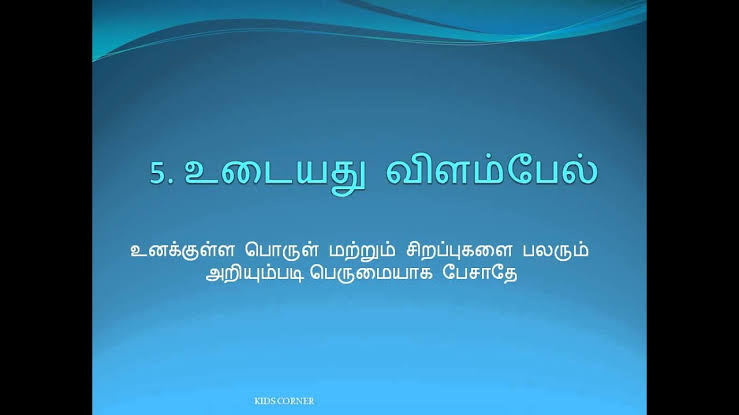 5. உடையது விளம்பேல்
உனக்குள்ள பொருள் மற்றும் சிறப்புகளை பலரும்
அறியும்படி பெருமையாக பேசாதே
KIDS CORNER